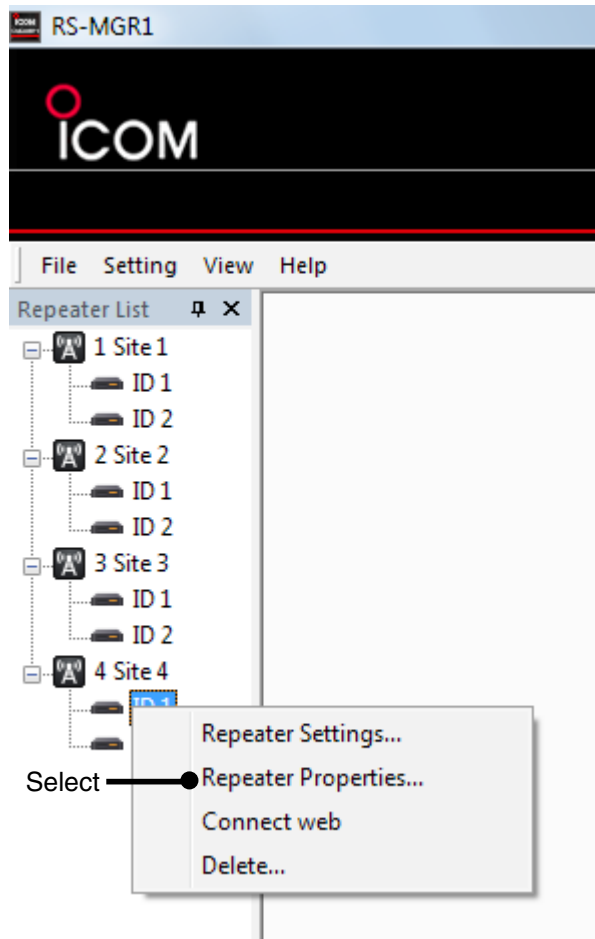 RS-MGR1
ICOM
File Setting View Help
Repeater List
1 Site 1
ID 1
ID 2
2 Site 2
ID 1
ID 2
3 Site 3
ID 1
ID 2
4 Site 4
ID 1
Repeater Settings...
Select Repeater Properties...
Connect web
Delete...